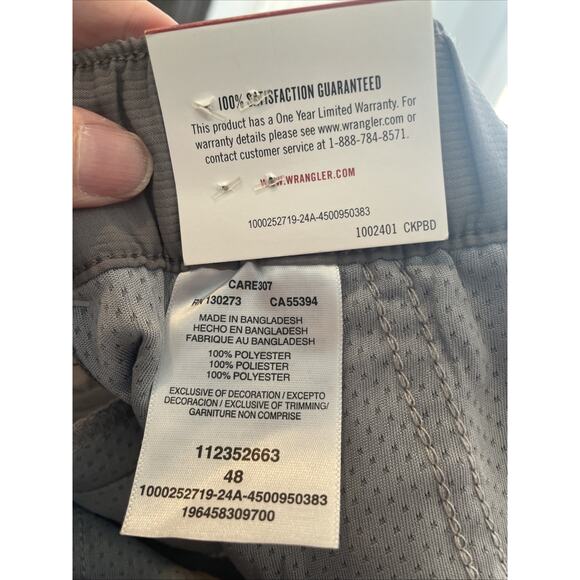 100% SATISFACTION GUARANTEED
This product has a One Year Limited Warranty. For
warranty details please see www.wrangler.com or
contact customer service at 1-888-784-8571.
WWW.WRANGLER.COM
1000252719-24A-4500950383
1002401 CKPBD
CARE307
RN 130273 CA 55394
MADE IN BANGLADESH
HECHO EN BANGLADESH
FABRIQUE AU BANGLADESH
100% POLYESTER
100% POLIESTER
100% POLYESTER
EXCLUSIVE OF DECORATION / EXCEPTO
DECORACION / EXCLUSIVE OF TRIMMING/
GARNITURE NON COMPRISE
112352663
48
1000252719-24A-4500950383
196458309700